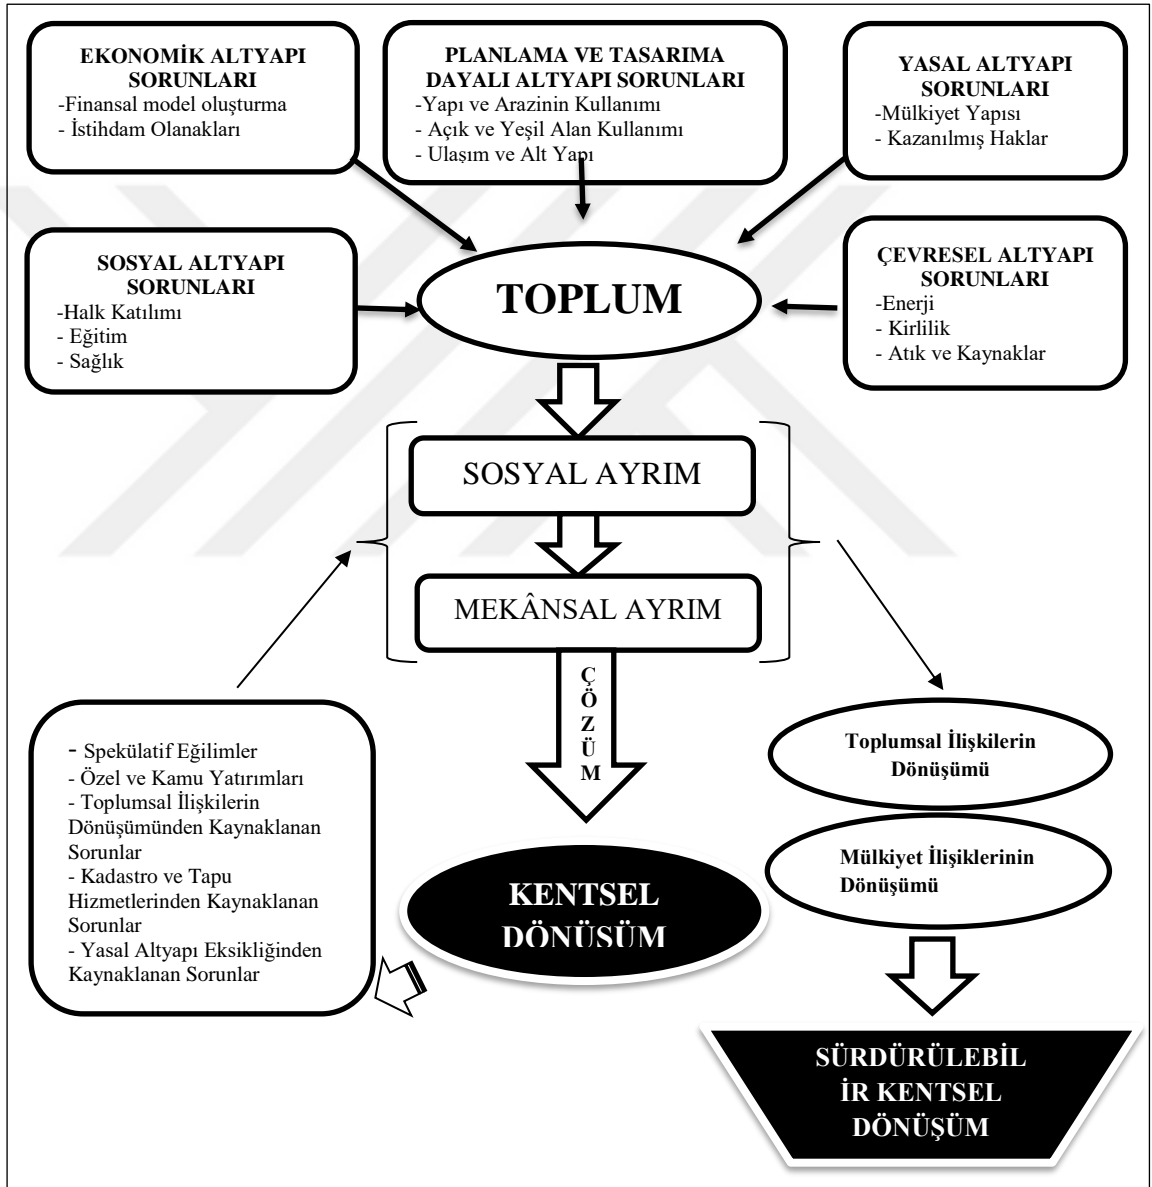 EKONOMİK ALTYAPI
SORUNLARI
-Finansal model oluşturma
- İstihdam Olanakları
PLANLAMA VE TASARIMA
DAYALI ALTYAPI SORUNLARI
-Yapı ve Arazinin Kullanımı
- Açık ve Yeşil Alan Kullanımı
- Ulaşım ve Alt Yapı
YASAL ALTYAPI
SORUNLARI
-Mülkiyet Yapısı
- Kazanılmış Haklar
SOSYAL ALTYAPI
SORUNLARI
-Halk Katılımı
- Eğitim
- Sağlık
TOPLUM
ÇEVRESEL ALTYAPI
SORUNLARI
-Enerji
- Kirlilik
- Atık ve Kaynaklar
SOSYAL AYRIM
MEKÂNSAL AYRIM
Ç
Ö
Z
Ü
M
- Spekülatif Eğilimler
- Özel ve Kamu Yatırımları
- Toplumsal İlişkilerin
Dönüşümünden Kaynaklanan
Sorunlar
- Kadastro ve Tapu
Hizmetlerinden Kaynaklanan
Sorunlar
- Yasal Altyapı Eksikliğinden
Kaynaklanan Sorunlar
KENTSEL
DÖNÜŞÜM
Toplumsal İlişkilerin
Dönüşümü
Mülkiyet İlişiklerinin
Dönüşümü
SÜRDÜRÜLEBİL
İR KENTSEL
DÖNÜŞÜM